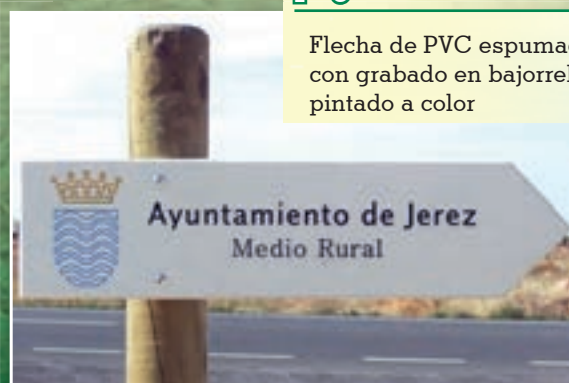 Flecha de PVC
con grabado en
pintado a color
Ayuntamiento de Jerez
Medio Rural